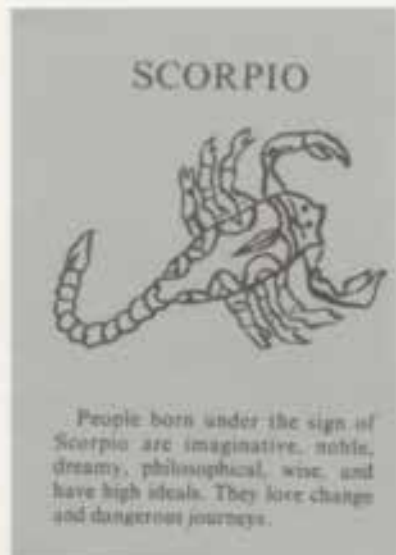 SCORPIO
People born under the sign of
Scorpio are imaginative, noble,
dreamy, philosophical, wise, and
have high ideals. They love change
and dangerous journeys.